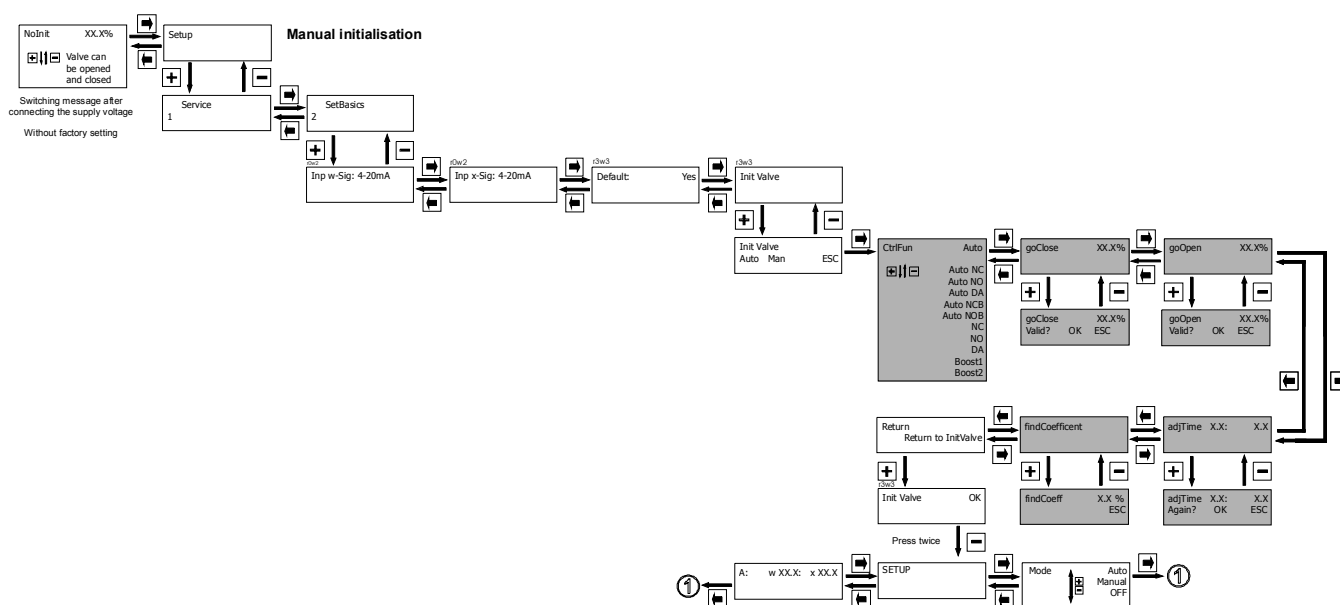 Manual initialisation
NoInit XX.X%
Valve can
be opened
and closed
Switching message after
connecting the supply voltage
Without factory setting
Setup
Service
1
SetBasics
2
r0w2
Inp w-Sig: 4-20mA
r0w2
Inp x-Sig: 4-20mA
r3w3
Default: Yes
r3w3
Init Valve
Init Valve
Auto Man ESC
CtrlFun Auto
Auto NC
Auto NO
Auto DA
Auto NCB
Auto NOB
NC
NO
DA
Boost1
Boost2
goClose XX.X%
goClose XX.X%
Valid? OK ESC
goOpen XX.X%
goOpen XX.X%
Valid? OK ESC
Return
Return to InitValve
findCoefficent
adjTime X.X: X.X
r3w3
Init Valve OK
findCoeff X.X %
ESC
adjTime X.X: X.X
Again? OK ESC
Press twice
1
A: w XX.X: x XX.X
SETUP
Mode Auto
Manual
OFF
1